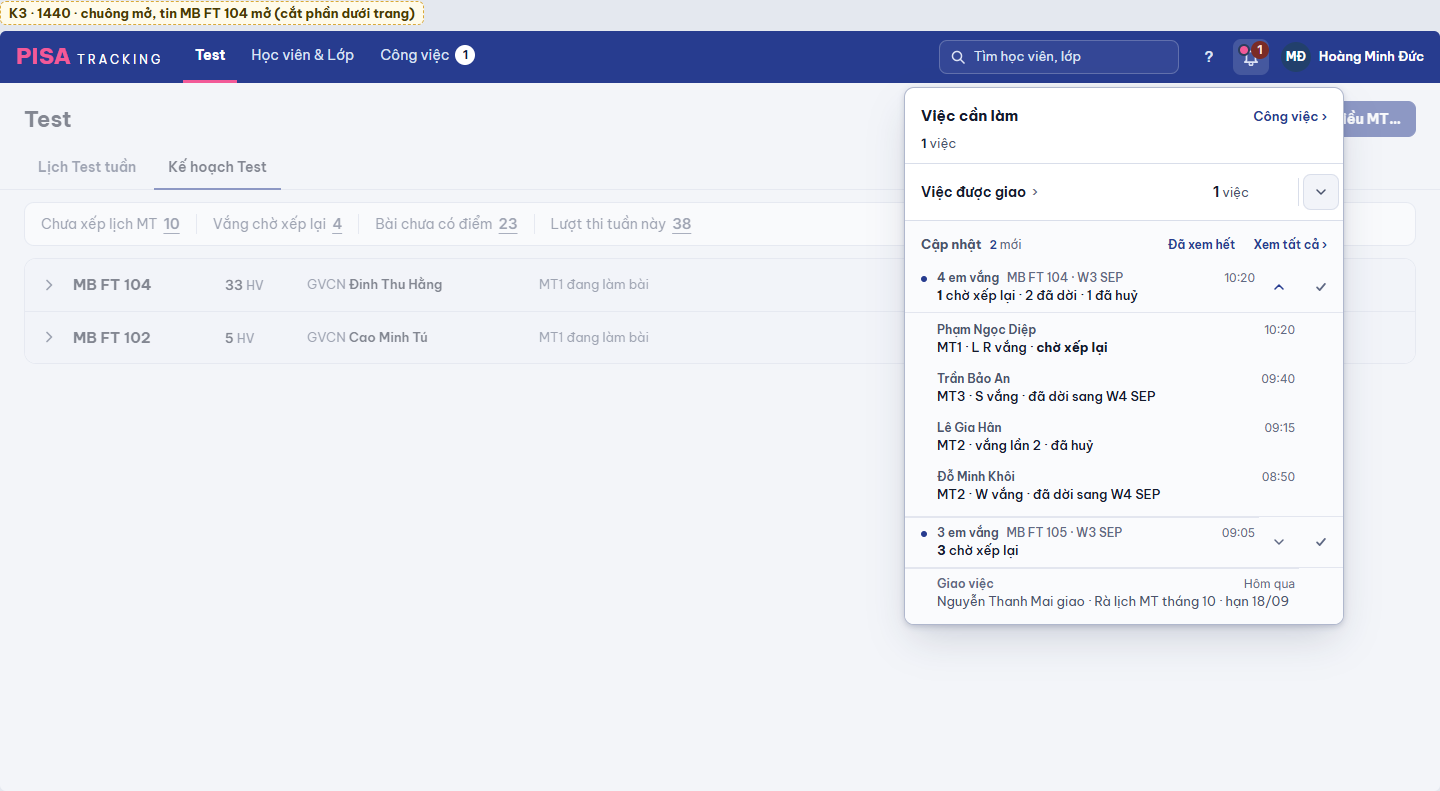 K3 · 1440 · chuông mở, tin MB FT 104 mở (cắt phần dưới trang)
PISA TRACKING
Test
Học viên & Lớp
Công việc 1
Tìm học viên, lớp
?
1
MĐ
Hoàng Minh Đức
Test
Lịch Test tuần
Kế hoạch Test
Chưa xếp lịch MT 10
Vắng chờ xếp lại 4
Bài chưa có điểm 23
Lượt thi tuần này 38
MB FT 104
33 HV
GVCN Đinh Thu Hằng
MT1 đang làm bài
MB FT 102
5 HV
GVCN Cao Minh Tú
MT1 đang làm bài
MT...
Việc cần làm
Công việc ›
1 việc
Việc được giao ›
1 việc
Cập nhật 2 mới
Đã xem hết
Xem tất cả ›
4 em vắng MB FT 104 · W3 SEP
10:20
1 chờ xếp lại · 2 đã dời · 1 đã huỷ
Phạm Ngọc Diệp
10:20
MT1 · L R vắng · chờ xếp lại
Trần Bảo An
09:40
MT3 · S vắng · đã dời sang W4 SEP
Lê Gia Hân
09:15
MT2 · vắng lần 2 · đã huỷ
Đỗ Minh Khôi
08:50
MT2 · W vắng · đã dời sang W4 SEP
3 em vắng MB FT 105 · W3 SEP
09:05
3 chờ xếp lại
Giao việc
Hôm qua
Nguyễn Thanh Mai giao · Rà lịch MT tháng 10 · hạn 18/09